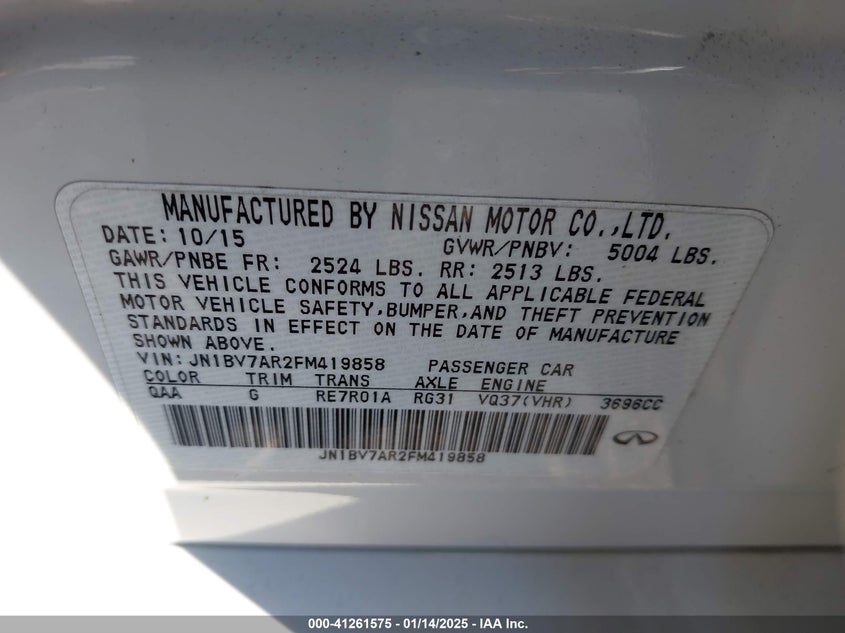 MANUFACTURED BY NISSAN MOTOR CO.,LTD.
DATE: 10/15 GVWR/PNBV: 5004 LBS.
GAWR/PNBE FR: 2524 LBS. RR: 2513 LBS.
THIS VEHICLE CONFORMS TO ALL APPLICABLE FEDERAL
MOTOR VEHICLE SAFETY,BUMPER,AND THEFT PREVENTION
STANDARDS IN EFFECT ON THE DATE OF MANUFACTURE
SHOWN ABOVE.
VIN: JN1BV7AR2FM419858 PASSENGER CAR
COLOR TRIM TRANS AXLE ENGINE
QAA G RE7R01A RG31 VQ37(VHR) 3696CC
JN1BV7AR2FM419858
000-41261575 - 01/14/2025 - IAA Inc.